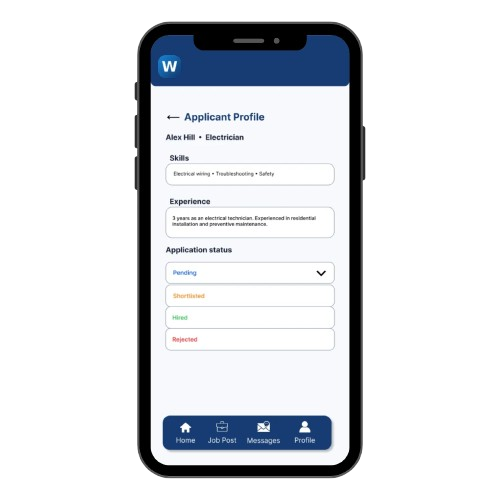 W
← Applicant Profile
Alex Hill • Electrician
Skills
Electrical wiring • Troubleshooting • Safety
Experience
3 years as an electrical technician. Experienced in residential
installation and preventive maintenance.
Application status
Pending
Shortlisted
Hired
Rejected
Home Job Post Messages Profile